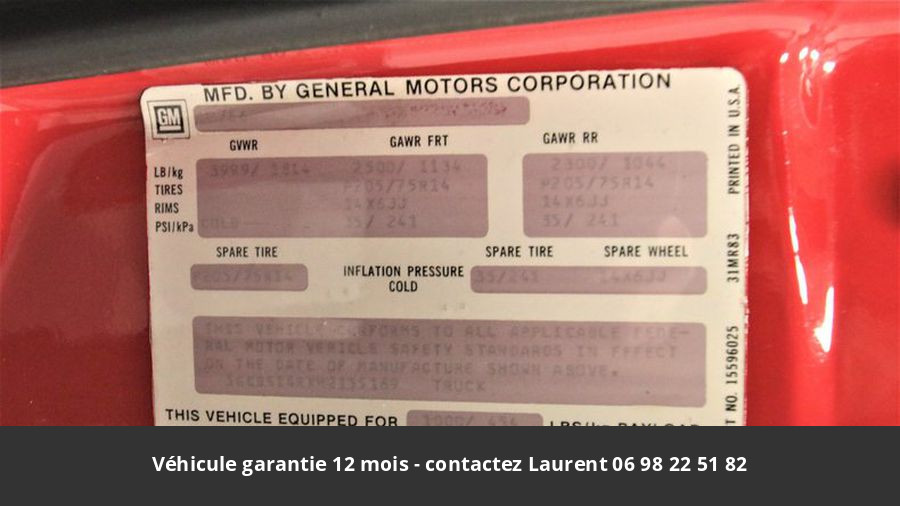 MFD. BY GENERAL MOTORS CORPORATION
GM
GVWR GAWR FRT GAWR RR
LB/kg 3999/ 1814 2500/ 1134 2300/ 1044
TIRES P205/75R14 P205/75R14
RIMS 14X6JJ 14X6JJ
PSI/kPa COLD 35/ 241 35/ 241
SPARE TIRE SPARE TIRE SPARE WHEEL
P205/75R14 INFLATION PRESSURE COLD 35/241 14X6JJ
THIS VEHICLE CONFORMS TO ALL APPLICABLE FEDE-
RAL MOTOR VEHICLE SAFETY STANDARDS IN EFFECT
ON THE DATE OF MANUFACTURE SHOWN ABOVE.
TRUCK
THIS VEHICLE EQUIPPED FOR 1000/ 454 LBS/kg PAYLOAD
PRINTED IN U.S.A.
31MR83
T NO. 15596025
Véhicule garantie 12 mois - contactez Laurent 06 98 22 51 82